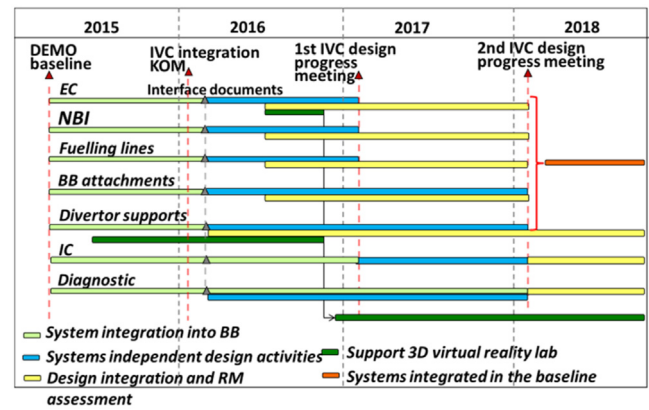 2015 2016 2017 2018
DEMO
baseline
IVC integration
KOM
1st IVC design
progress
meeting
2nd IVC design
progress meeting
EC
Interface documents
NBI
Fuelling lines
BB attachments
Divertor supports
IC
Diagnostic
System integration into BB
Systems independent design activities
Design integration and RM
assessment
Support 3D virtual reality lab
Systems integrated in the baseline